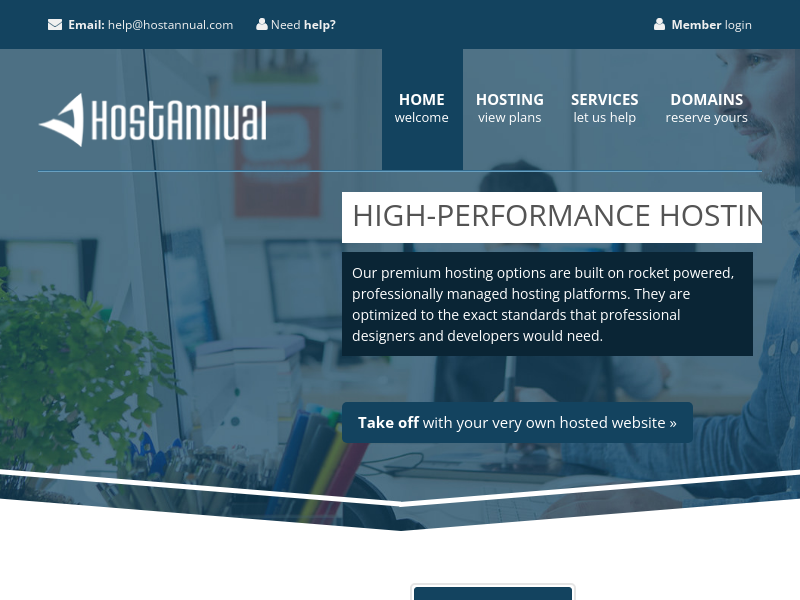 Email: help@hostannual.com
Need help?
Member login
HostAnnual
HOME
welcome
HOSTING
view plans
SERVICES
let us help
DOMAINS
reserve yours
HIGH-PERFORMANCE HOSTIN
Our premium hosting options are built on rocket powered,
professionally managed hosting platforms. They are
optimized to the exact standards that professional
designers and developers would need.
Take off with your very own hosted website »